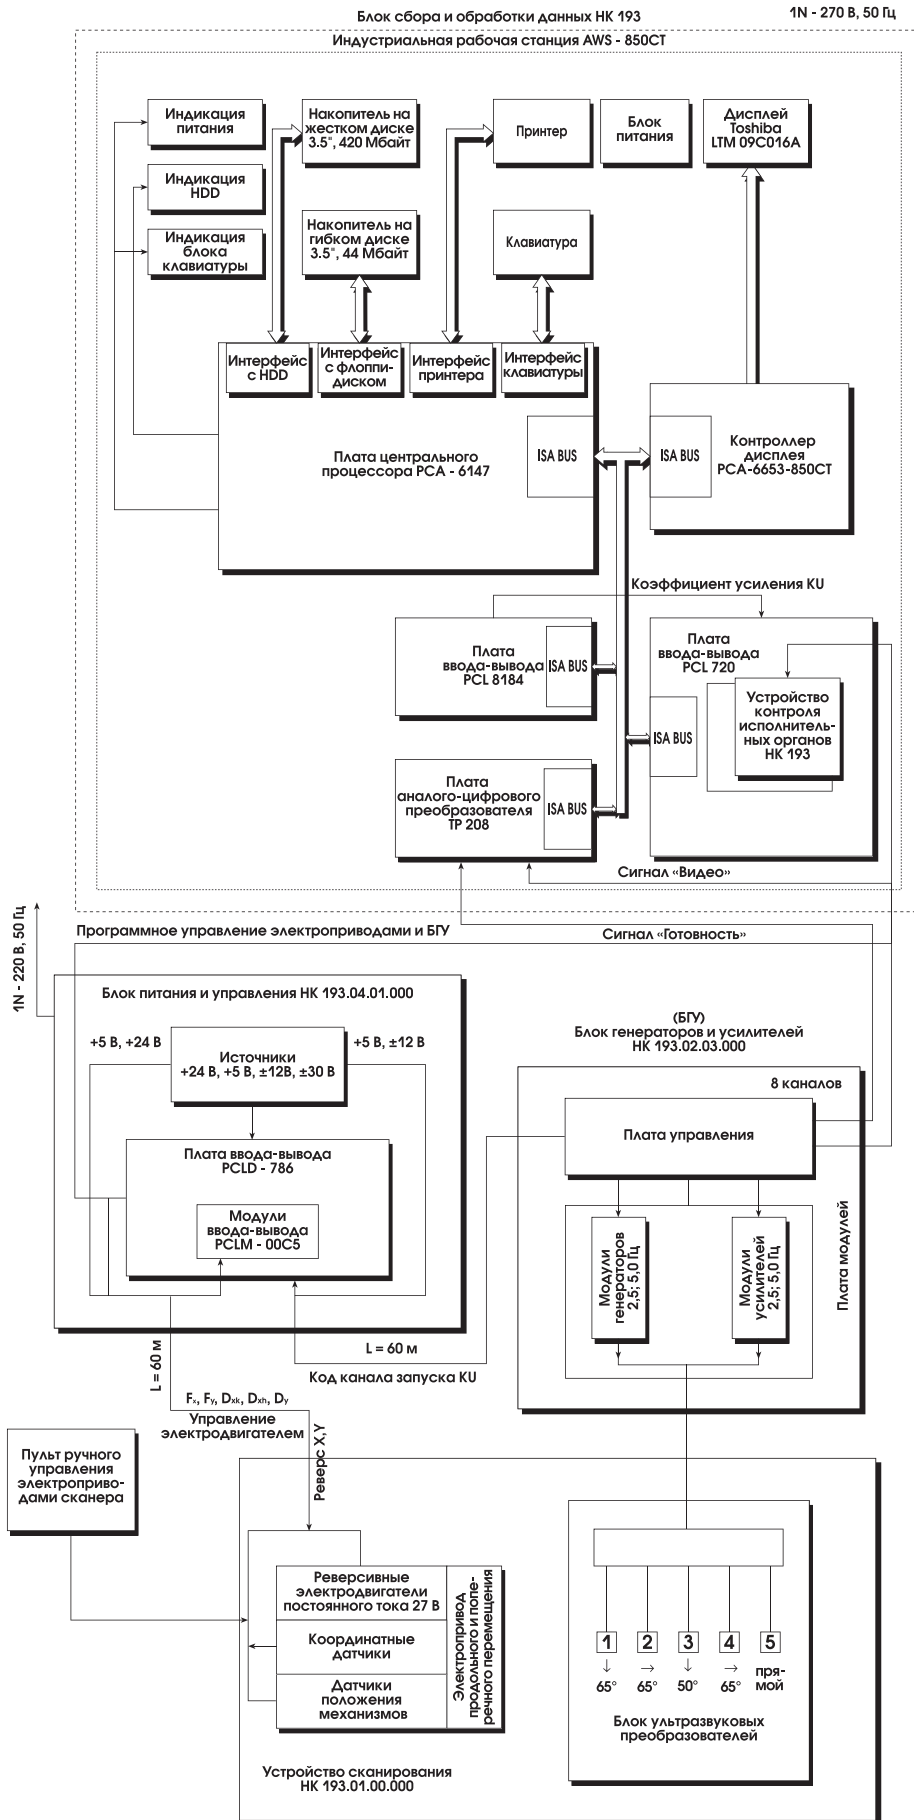 Блок сбора и обработки данных НК 193
1N - 270 В, 50 Гц
Индустриальная рабочая станция AWS - 850CT
Индикация
питания
Накопитель на
жестком диске
3.5", 420 Мбайт
Принтер
Блок
питания
Дисплей
Toshiba
LTM 09C016A
Индикация
HDD
Индикация
блока
клавиатуры
Накопитель на
гибком диске
3.5", 44 Мбайт
Клавиатура
Интерфейс
с HDD
Интерфейс
с флоппи-
диском
Интерфейс
принтера
Интерфейс
клавиатуры
Плата центрального
процессора PCA - 6147
ISA BUS
ISA BUS
Контроллер
дисплея
PCA-6653-850CT
Коэффициент усиления KU
Плата
ввода-вывода
PCL 8184
ISA BUS
Плата
ввода-вывода
PCL 720
ISA BUS
Устройство
контроля
исполнитель-
ных органов
НК 193
Плата
аналого-цифрового
преобразователя
TP 208
ISA BUS
Сигнал «Видео»
1N - 220 В, 50 Гц
Программное управление электроприводами и БГУ
Сигнал «Готовность»
Блок питания и управления НК 193.04.01.000
+5 В, +24 В
Источники
+24 В, +5 В, ±12В, ±30 В
+5 В, ±12 В
Плата ввода-вывода
PCLD - 786
Модули
ввода-вывода
PCLM - 00C5
(БГУ)
Блок генераторов и усилителей
НК 193.02.03.000
8 каналов
Плата управления
Модули
генераторов
2,5; 5,0 Гц
Модули
усилителей
2,5; 5,0 Гц
Плата модулей
L = 60 м
L = 60 м
Код канала запуска KU
Fₓ, Fᵧ, Dₓₖ, Dₓₕ, Dᵧ
Управление
электродвигателем
Реверс X,Y
Пульт ручного
управления
электроприво-
дами сканера
Реверсивные
электродвигатели
постоянного тока 27 В
Координатные
датчики
Датчики
положения
механизмов
Электропривод
продольного и попе-
речного перемещения
Устройство сканирования
НК 193.01.00.000
1 2 3 4 5
↓ → ↓ → пря-
65° 65° 50° 65° мой
Блок ультразвуковых
преобразователей